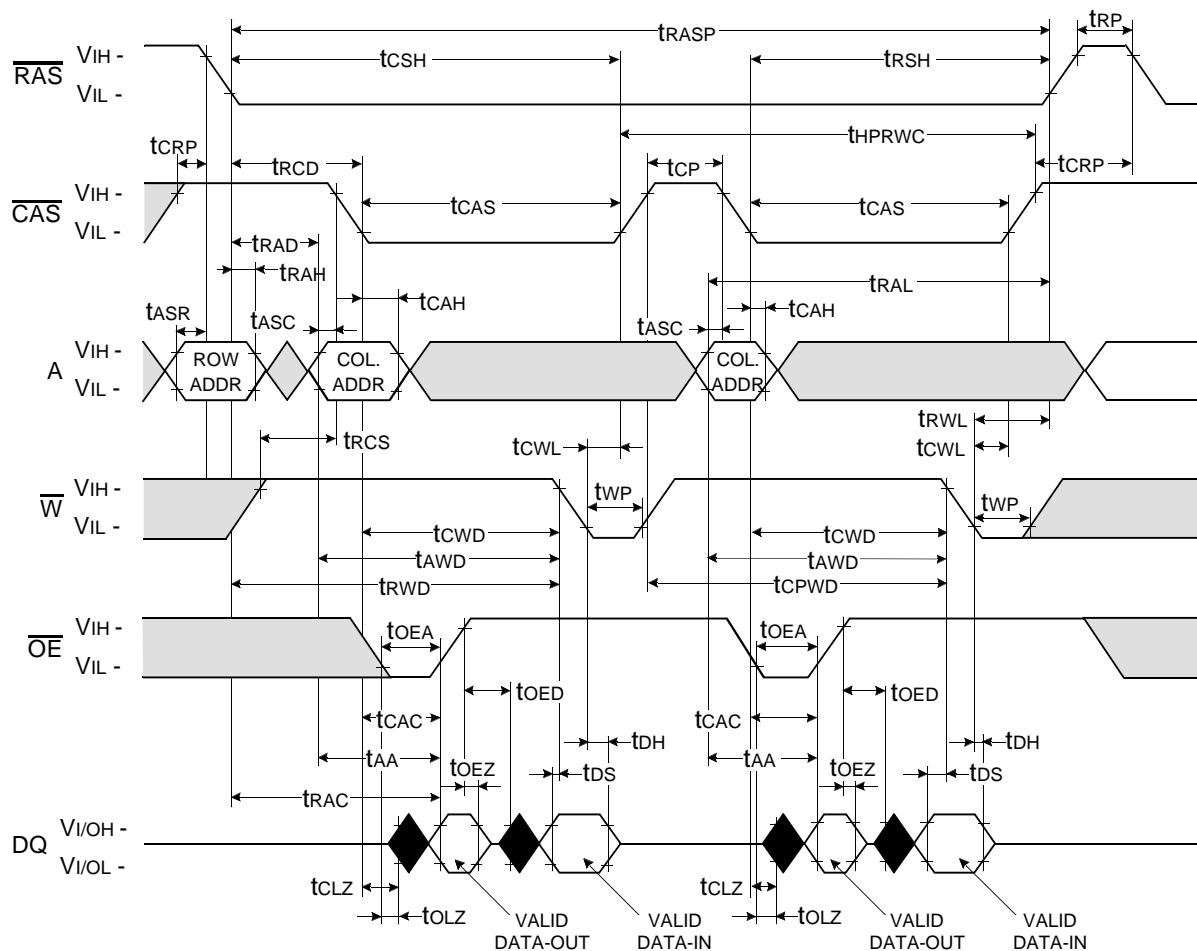 tRASP
tRP
tCSH
tRSH
RAS
VIH -
VIL -
tHPRWC
tCRP
tRCD
tCP
tCRP
CAS
VIH -
VIL -
tCAS
tCAS
tRAD
tRAH
tRAL
tASR
tASC
tCAH
tASC
tCAH
A
VIH -
VIL -
ROW
ADDR
COL.
ADDR
COL.
ADDR
tRCS
tCWL
tRWL
tCWL
W
VIH -
VIL -
tWP
tWP
tCWD
tCWD
tAWD
tAWD
tRWD
tCPWD
OE
VIH -
VIL -
tOEA
tOEA
tOED
tOED
tCAC
tCAC
tDH
tDH
tAA
tAA
tOEZ
tDS
tOEZ
tDS
tRAC
DQ
VI/OH -
VI/OL -
tCLZ
tCLZ
tOLZ
tOLZ
VALID
DATA-OUT
VALID
DATA-IN
VALID
DATA-OUT
VALID
DATA-IN